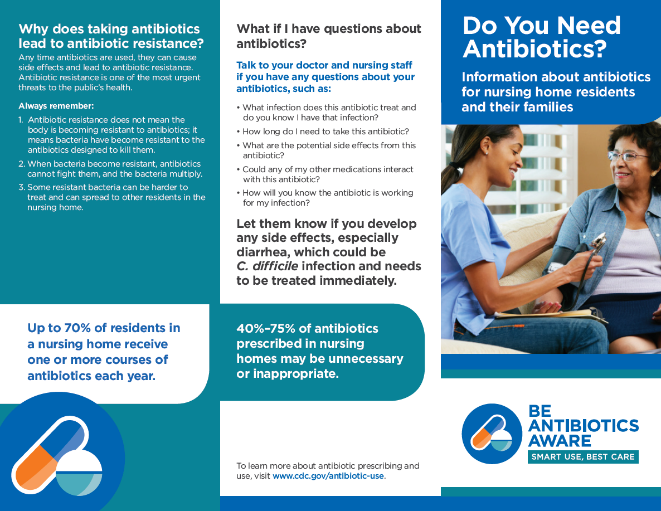 Why does taking antibiotics
lead to antibiotic resistance?
Any time antibiotics are used, they can cause
side effects and lead to antibiotic resistance.
Antibiotic resistance is one of the most urgent
threats to the public's health.
Always remember:
1. Antibiotic resistance does not mean the
body is becoming resistant to antibiotics; it
means bacteria have become resistant to the
antibiotics designed to kill them.
2. When bacteria become resistant, antibiotics
cannot fight them, and the bacteria multiply.
3. Some resistant bacteria can be harder to
treat and can spread to other residents in the
nursing home.
Up to 70% of residents in
a nursing home receive
one or more courses of
antibiotics each year.
What if I have questions about
antibiotics?
Talk to your doctor and nursing staff
if you have any questions about your
antibiotics, such as:
• What infection does this antibiotic treat and
do you know I have that infection?
• How long do I need to take this antibiotic?
• What are the potential side effects from this
antibiotic?
• Could any of my other medications interact
with this antibiotic?
• How will you know the antibiotic is working
for my infection?
Let them know if you develop
any side effects, especially
diarrhea, which could be
C. difficile infection and needs
to be treated immediately.
40%–75% of antibiotics
prescribed in nursing
homes may be unnecessary
or inappropriate.
To learn more about antibiotic prescribing and
use, visit www.cdc.gov/antibiotic-use.
Do You Need
Antibiotics?
Information about antibiotics
for nursing home residents
and their families
BE
ANTIBIOTICS
AWARE
SMART USE, BEST CARE